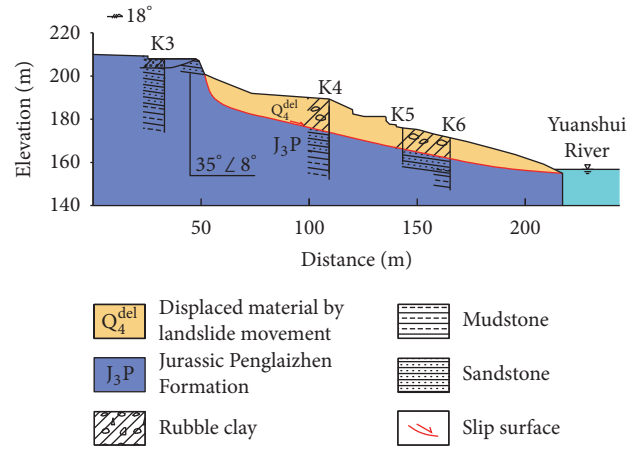 18°
220
K3
200
K4
Q₄ᵈᵉˡ
K5
K6
Yuanshui
River
180
J₃P
160
35°∠ 8°
140
Elevation (m)
50
100
150
200
Distance (m)
Q₄ᵈᵉˡ
Displaced material by
landslide movement
Mudstone
J₃P
Jurassic Penglaizhen
Formation
Sandstone
Rubble clay
Slip surface